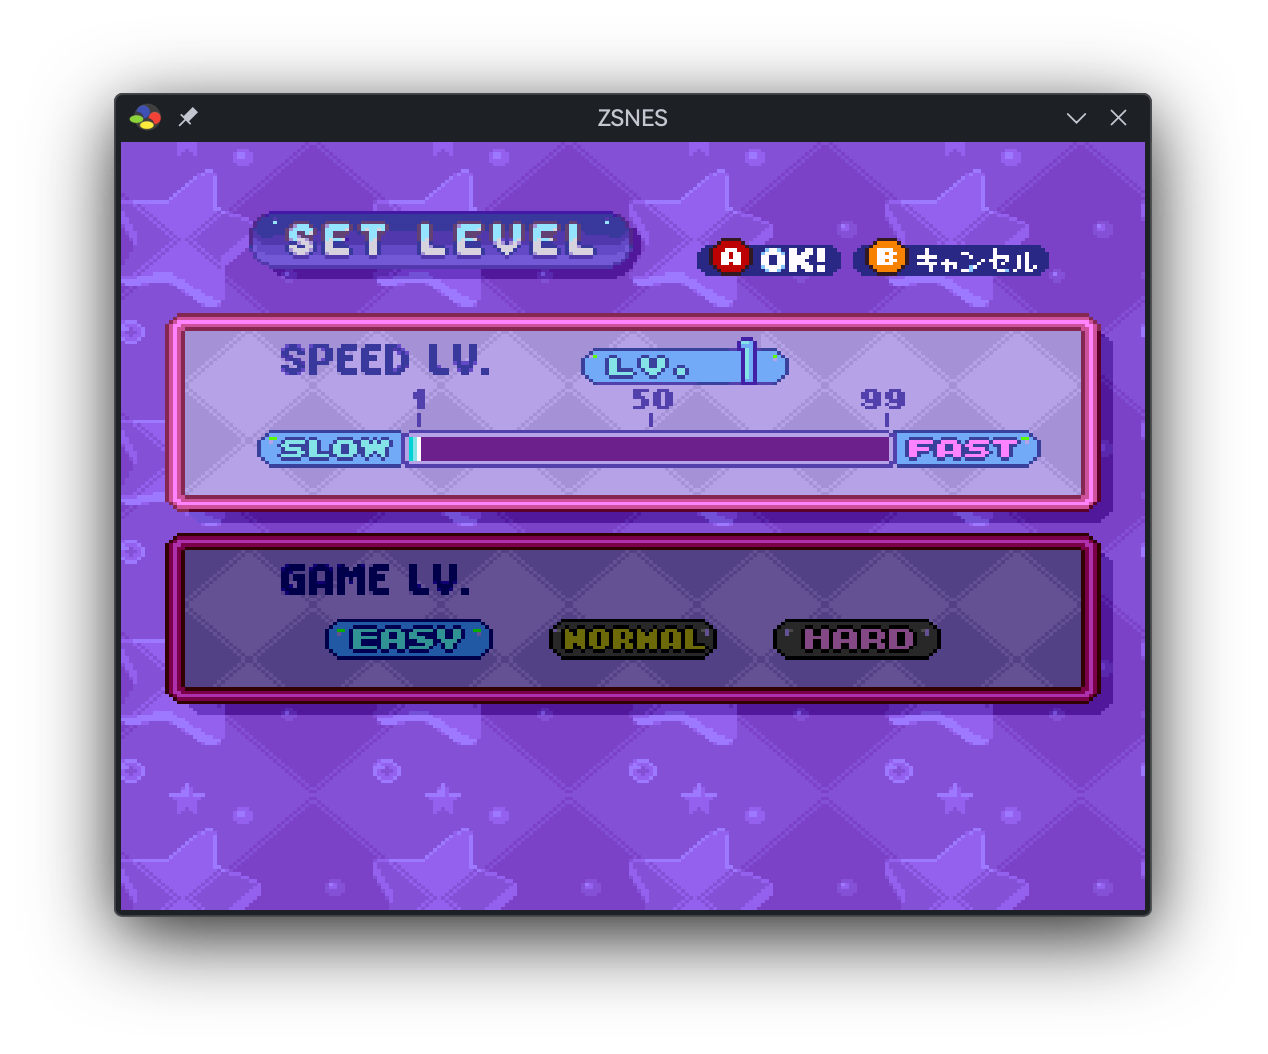 ZSNES
SET LEVEL
A OK! B キャンセル
SPEED LV. LV. 1
1 50 99
SLOW FAST
GAME LV.
EASY NORMAL HARD